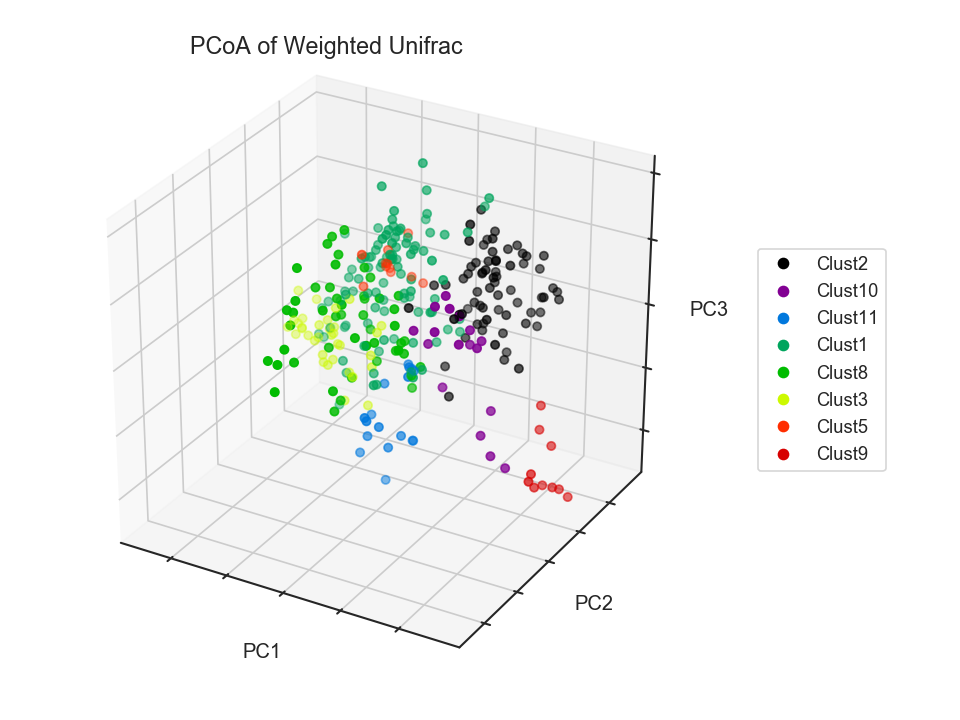 PCoA of Weighted Unifrac
PC3
PC2
PC1
Clust2
Clust10
Clust11
Clust1
Clust8
Clust3
Clust5
Clust9